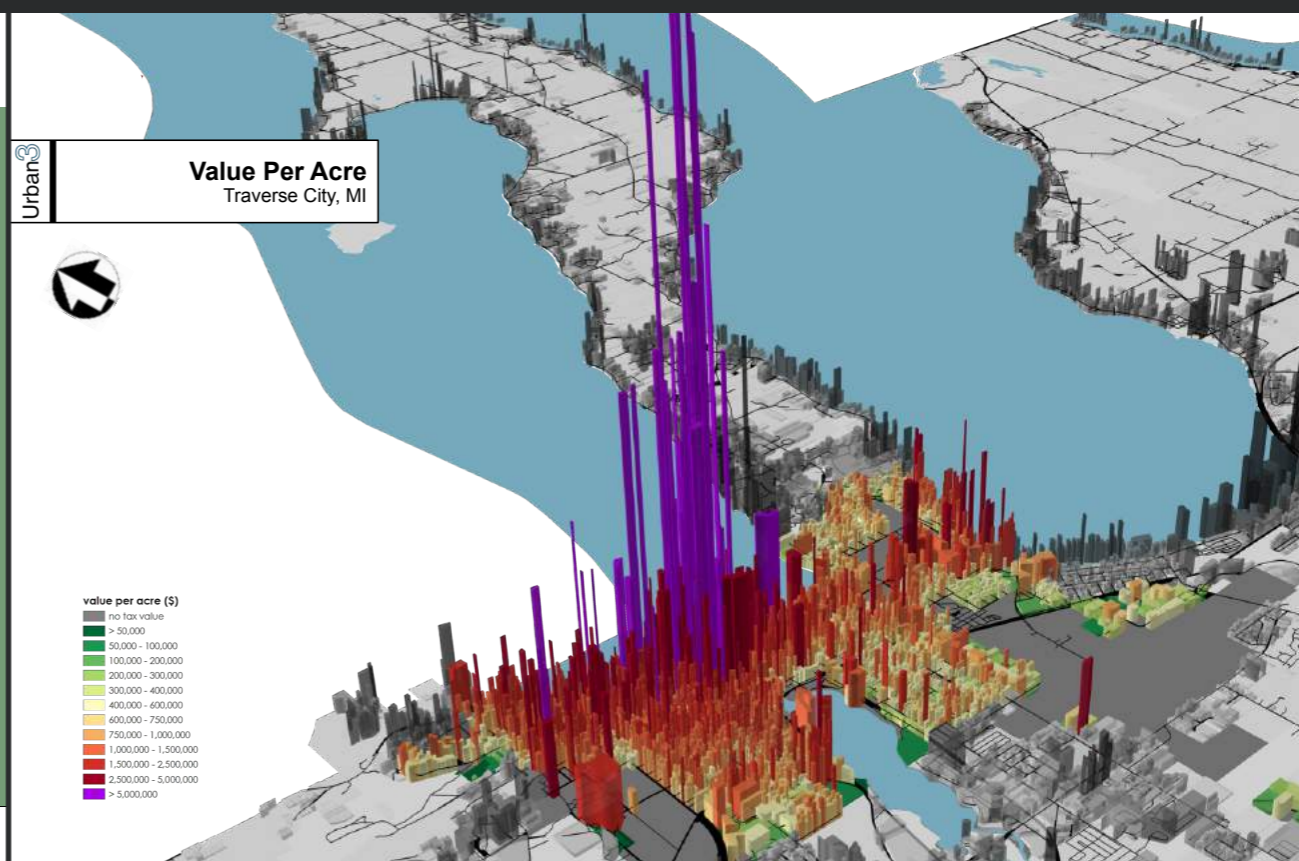 Urban3
Value Per Acre
Traverse City, MI
value per acre ($)
no tax value
> 50,000
50,000 - 100,000
100,000 - 200,000
200,000 - 300,000
300,000 - 400,000
400,000 - 600,000
600,000 - 750,000
750,000 - 1,000,000
1,000,000 - 1,500,000
1,500,000 - 2,500,000
2,500,000 - 5,000,000
> 5,000,000